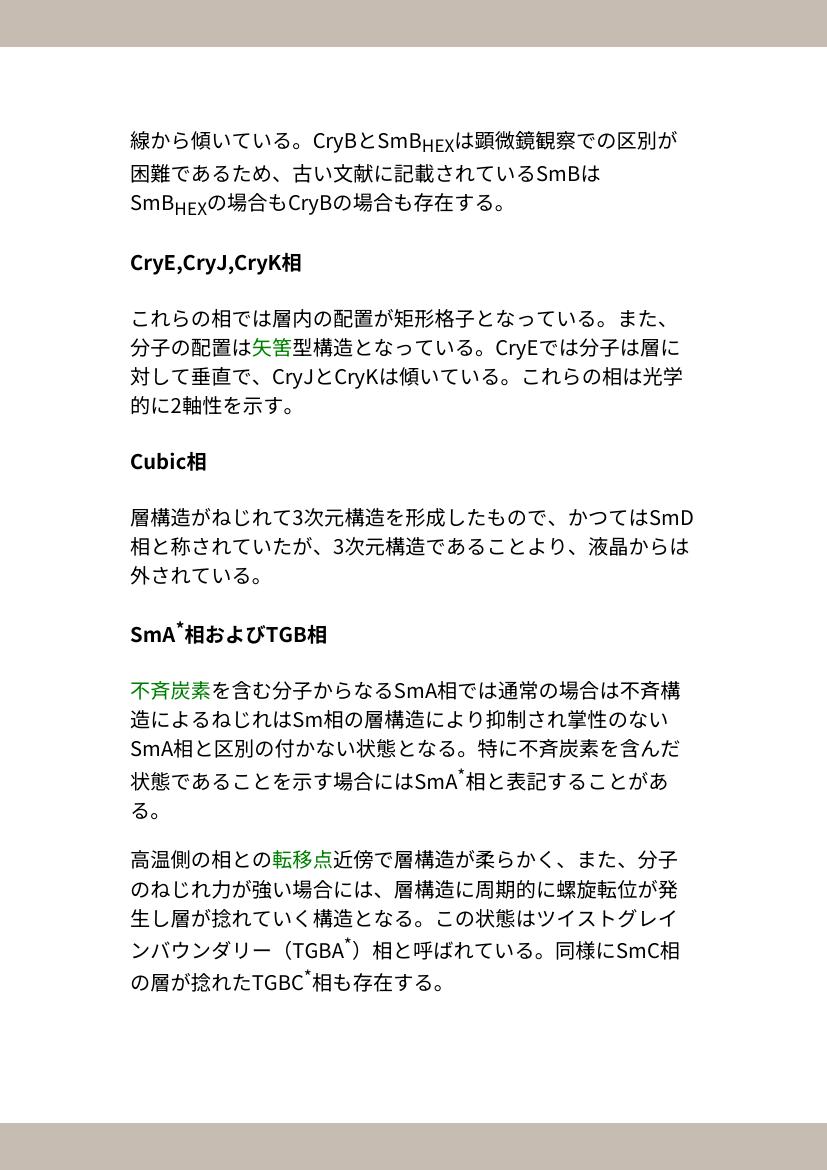 線から傾いている。CryBとSmBHEXは顕微鏡観察での区別が
困難であるため、古い文献に記載されているSmBは
SmBHEXの場合もCryBの場合も存在する。
CryE,CryJ,CryK相
これらの相では層内の配置が矩形格子となっている。また、
分子の配置は矢筈型構造となっている。CryEでは分子は層に
対して垂直で、CryJとCryKは傾いている。これらの相は光学
的に2軸性を示す。
Cubic相
層構造がねじれて3次元構造を形成したもので、かつてはSmD
相と称されていたが、3次元構造であることより、液晶からは
外されている。
SmA*相およびTGB相
不斉炭素を含む分子からなるSmA相では通常の場合は不斉構
造によるねじれはSm相の層構造により抑制され掌性のない
SmA相と区別の付かない状態となる。特に不斉炭素を含んだ
状態であることを示す場合にはSmA*相と表記することがあ
る。
高温側の相との転移点近傍で層構造が柔らかく、また、分子
のねじれ力が強い場合には、層構造に周期的に螺旋転位が発
生し層が捻れていく構造となる。この状態はツイストグレイ
ンバウンダリー（TGBA*）相と呼ばれている。同様にSmC相
の層が捻れたTGBC*相も存在する。